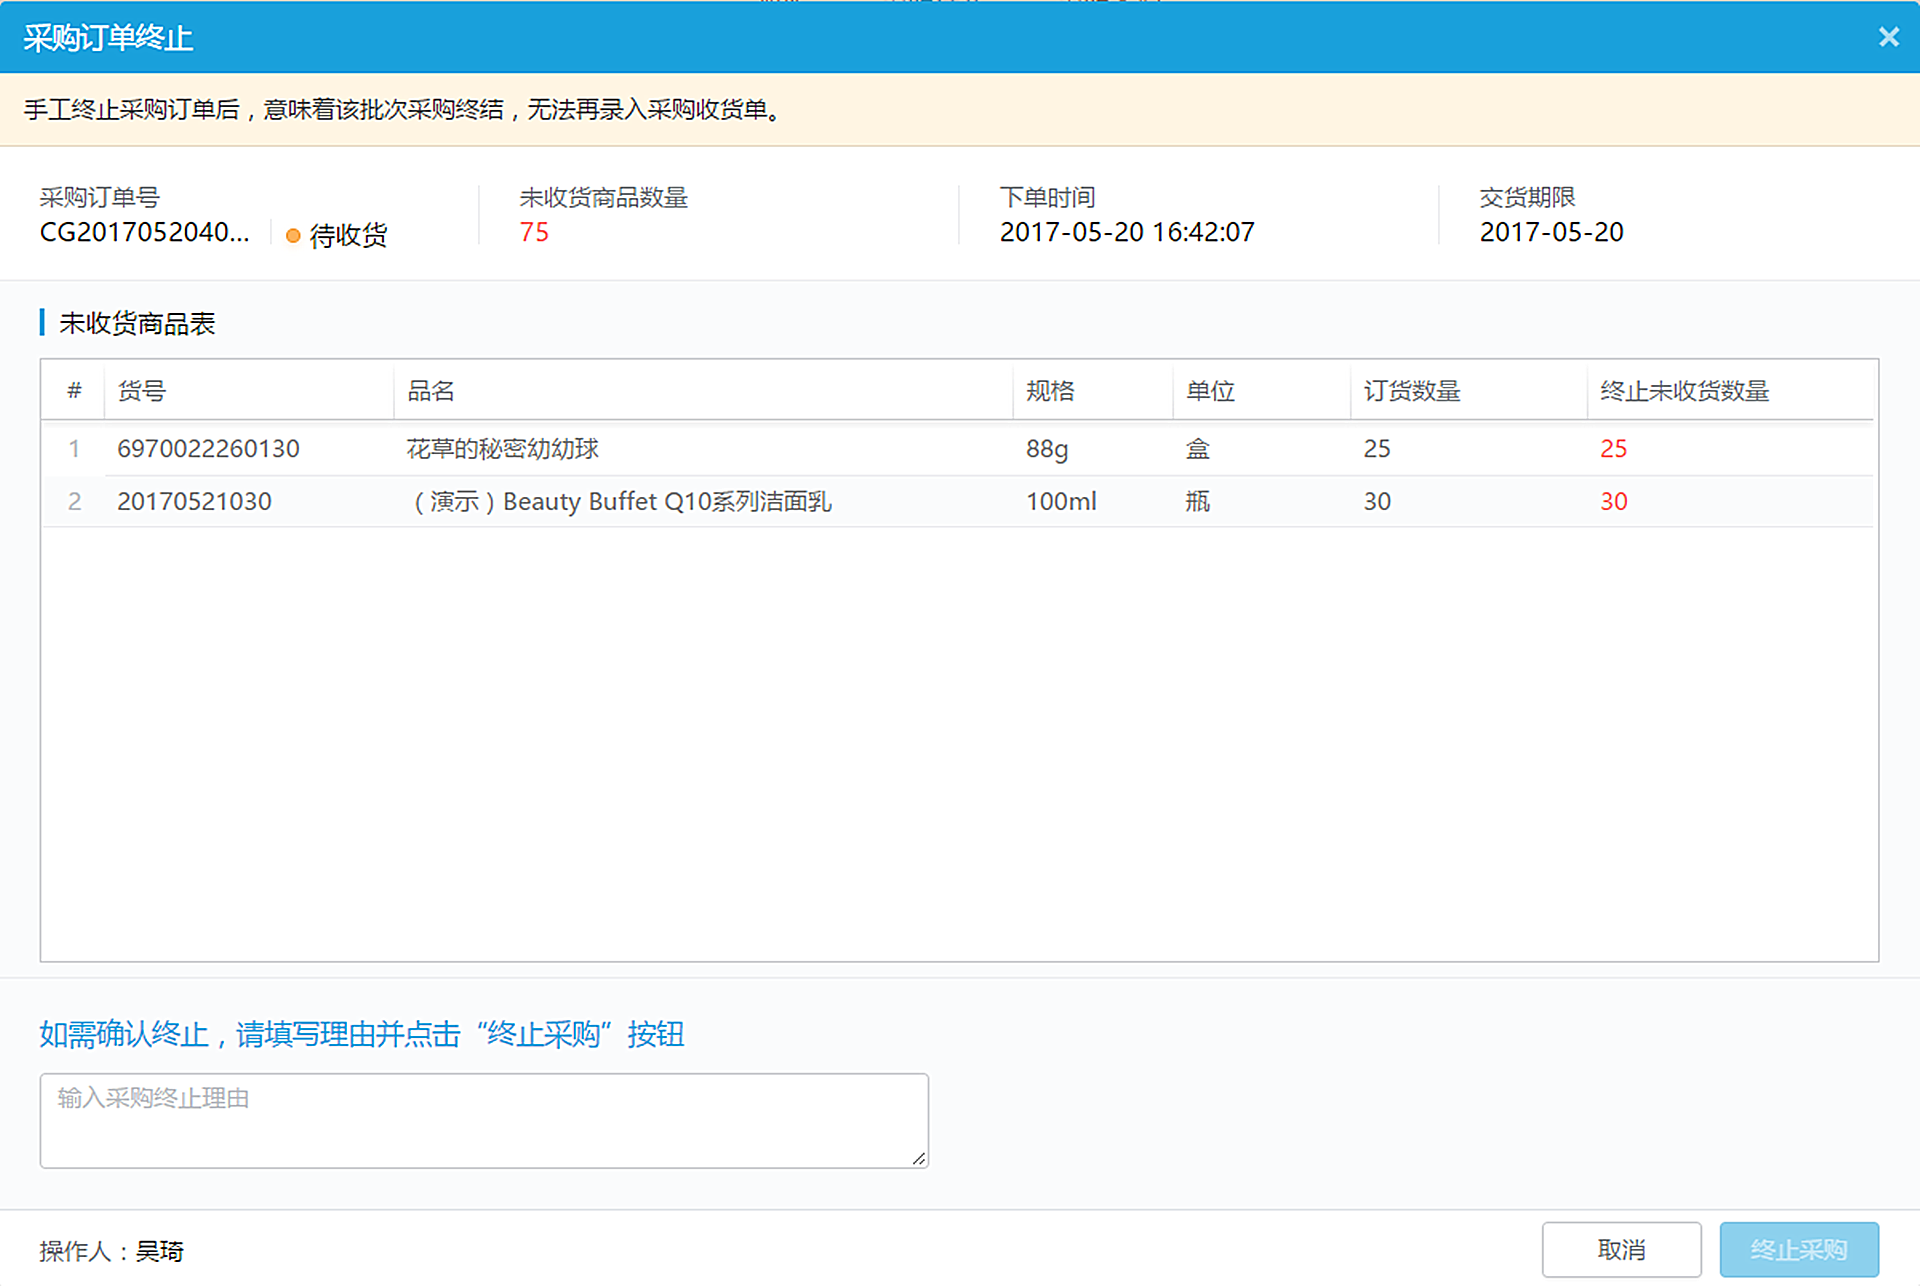 采购订单终止
手工终止采购订单后，意味着该批次采购终结，无法再录入采购收货单。
采购订单号 未收货商品数量 下单时间 交货期限
CG2017052040... 待收货 75 2017-05-20 16:42:07 2017-05-20
未收货商品表
# 货号 品名 规格 单位 订货数量 终止未收货数量
1 6970022260130 花草的秘密幼幼球 88g 盒 25 25
2 20170521030 （演示）Beauty Buffet Q10系列洁面乳 100ml 瓶 30 30
如需确认终止，请填写理由并点击“终止采购”按钮
输入采购终止理由
操作人：吴琦 取消 终止采购